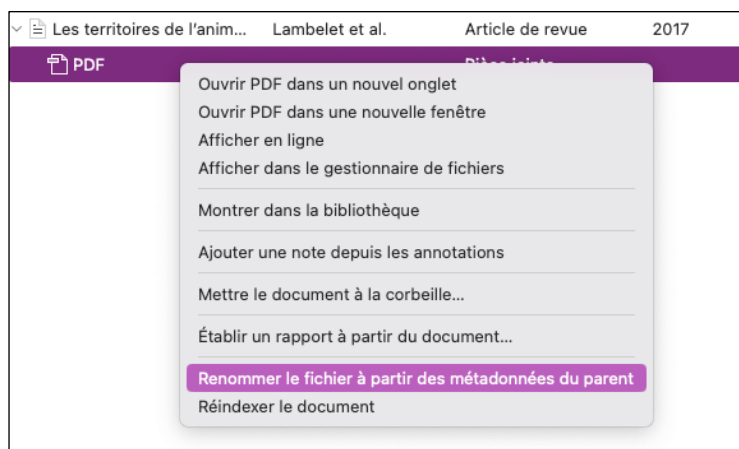 Les territoires de l'anim... Lambelet et al. Article de revue 2017
PDF Pièce jointe
Ouvrir PDF dans un nouvel onglet
Ouvrir PDF dans une nouvelle fenêtre
Afficher en ligne
Afficher dans le gestionnaire de fichiers
Montrer dans la bibliothèque
Ajouter une note depuis les annotations
Mettre le document à la corbeille...
Établir un rapport à partir du document...
Renommer le fichier à partir des métadonnées du parent
Réindexer le document